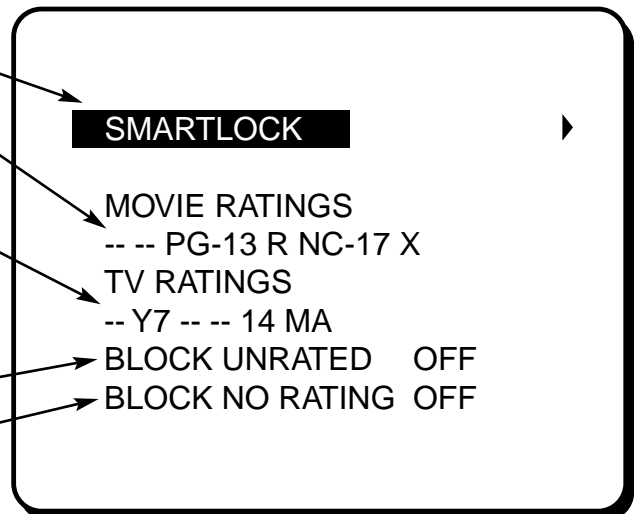 SMARTLOCK
MOVIE RATINGS
-- -- PG-13 R NC-17 X
TV RATINGS
-- Y7 -- -- 14 MA
BLOCK UNRATED OFF
BLOCK NO RATING OFF